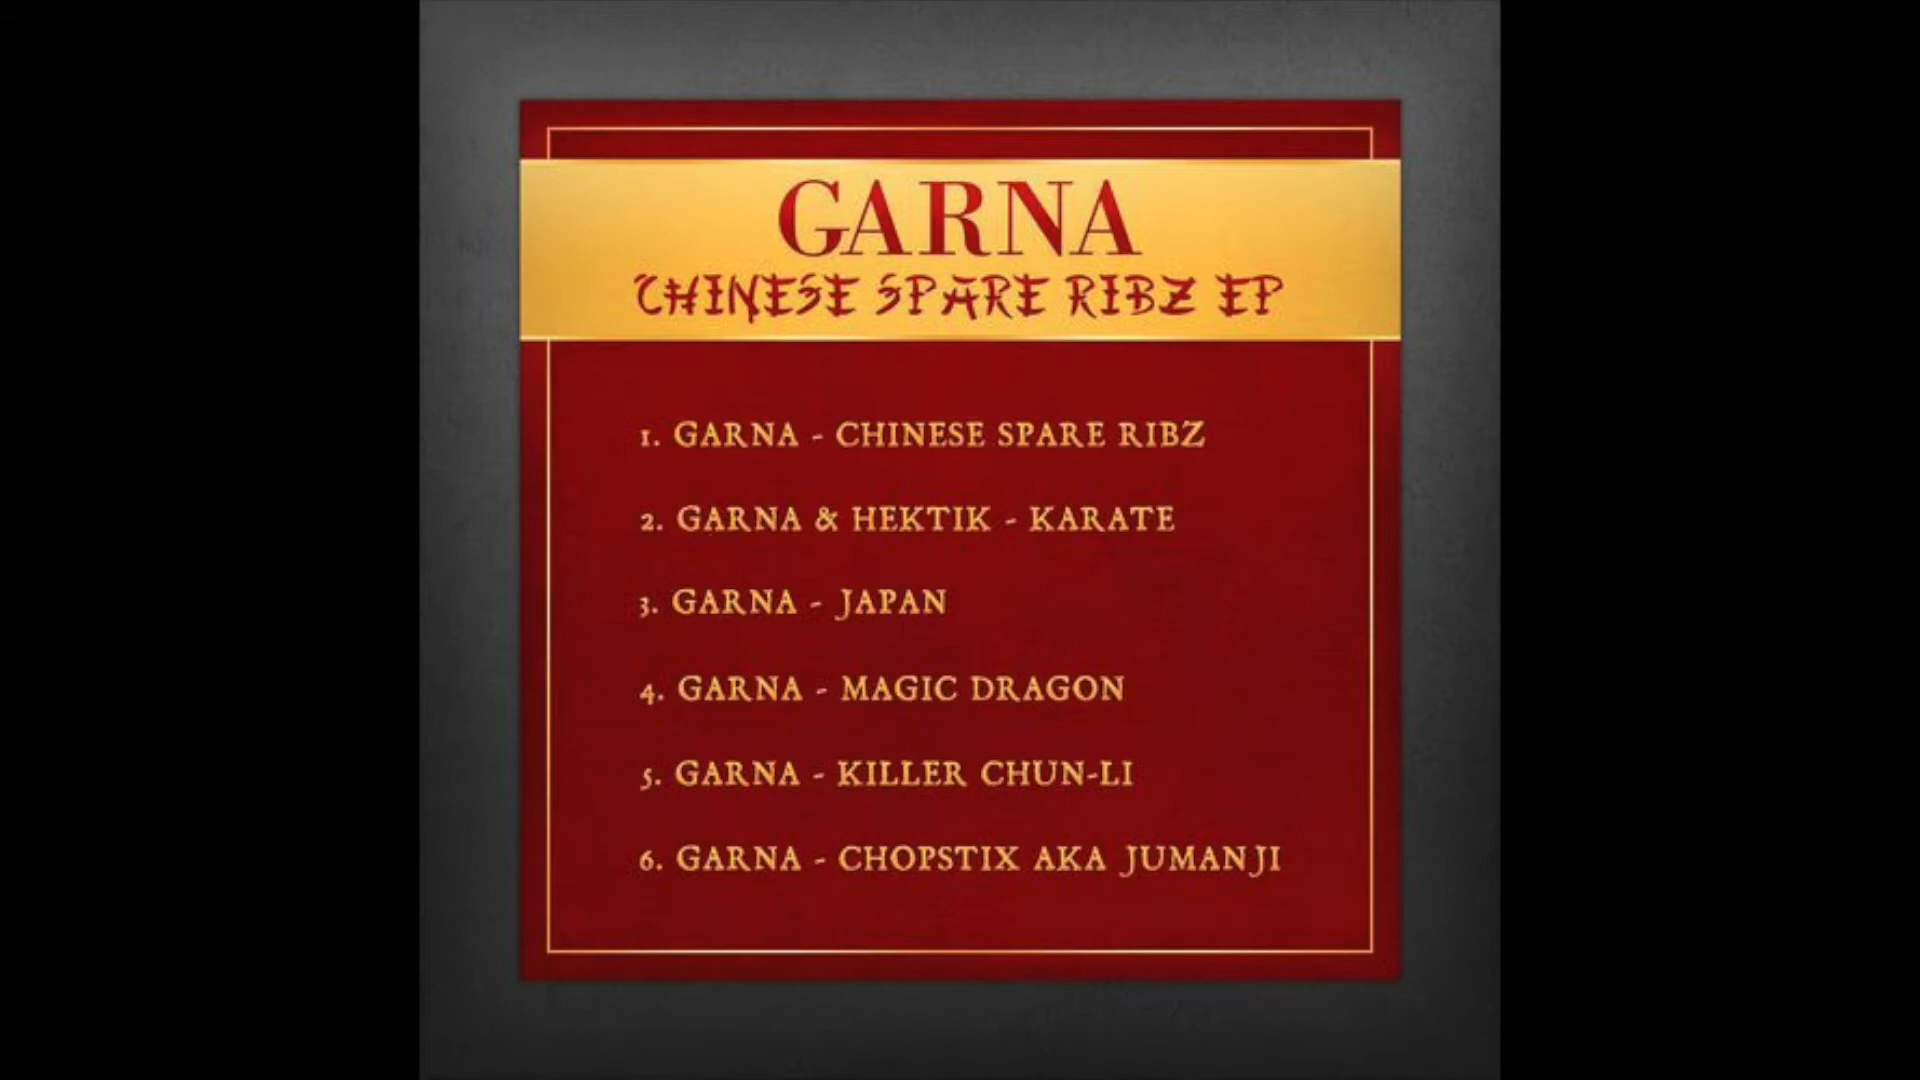 GARNA
CHINESE SPARE RIBZ EP
1. GARNA - CHINESE SPARE RIBZ
2. GARNA & HEKTIK - KARATE
3. GARNA - JAPAN
4. GARNA - MAGIC DRAGON
5. GARNA - KILLER CHUN-LI
6. GARNA - CHOPSTIX AKA JUMANJI